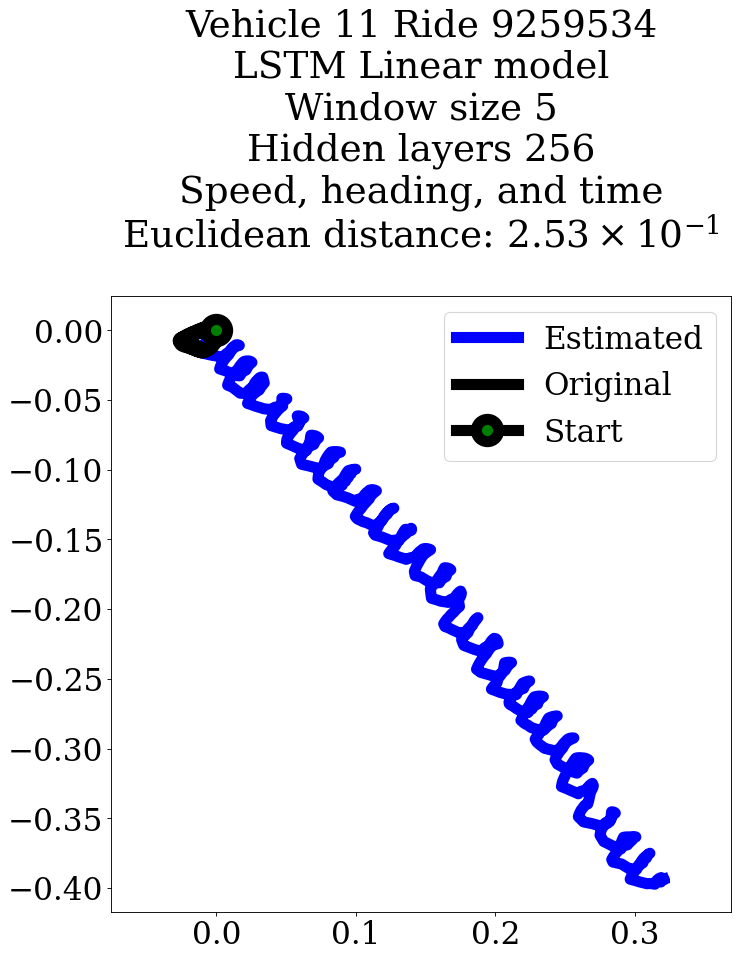 Vehicle 11 Ride 9259534
LSTM Linear model
Window size 5
Hidden layers 256
Speed, heading, and time
Euclidean distance: 2.53 × 10⁻¹
Estimated
Original
Start
0.00
−0.05
−0.10
−0.15
−0.20
−0.25
−0.30
−0.35
−0.40
0.0 0.1 0.2 0.3